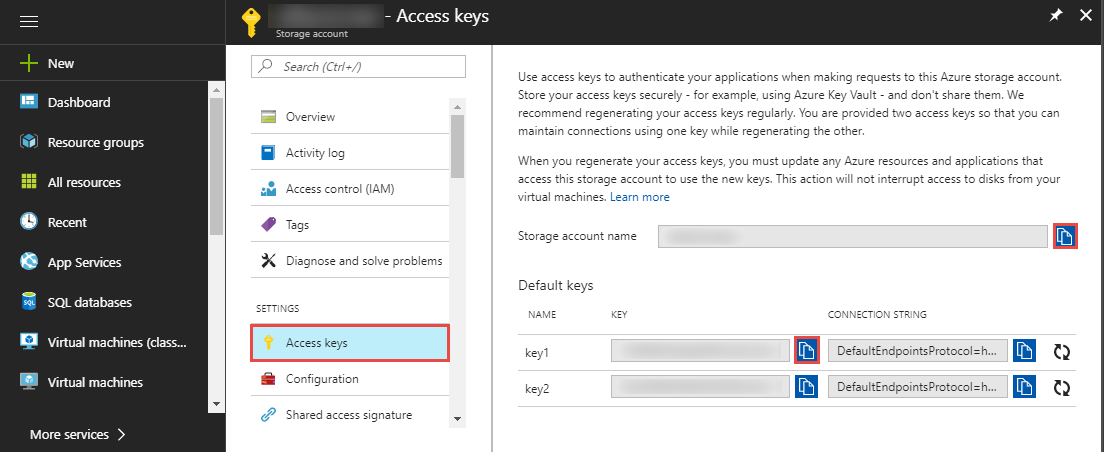 - Access keys
Storage account
New
Dashboard
Resource groups
All resources
Recent
App Services
SQL databases
Virtual machines (class...
Virtual machines
More services
Search (Ctrl+/)
Overview
Activity log
Access control (IAM)
Tags
Diagnose and solve problems
SETTINGS
Access keys
Configuration
Shared access signature
Use access keys to authenticate your applications when making requests to this Azure storage account.
Store your access keys securely - for example, using Azure Key Vault - and don't share them. We
recommend regenerating your access keys regularly. You are provided two access keys so that you can
maintain connections using one key while regenerating the other.
When you regenerate your access keys, you must update any Azure resources and applications that
access this storage account to use the new keys. This action will not interrupt access to disks from your
virtual machines. Learn more
Storage account name
Default keys
NAME KEY CONNECTION STRING
key1 DefaultEndpointsProtocol=h...
key2 DefaultEndpointsProtocol=h...